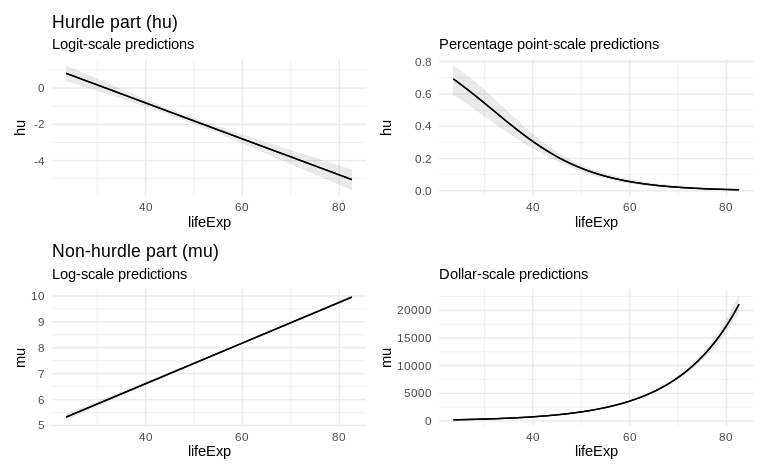 Hurdle part (hu)
Logit-scale predictions
0
-2
-4
hu
40 60 80
lifeExp
Percentage point-scale predictions
0.8
0.6
0.4
0.2
0.0
hu
40 60 80
lifeExp
Non-hurdle part (mu)
Log-scale predictions
10
9
8
7
6
5
mu
40 60 80
lifeExp
Dollar-scale predictions
20000
15000
10000
5000
0
mu
40 60 80
lifeExp